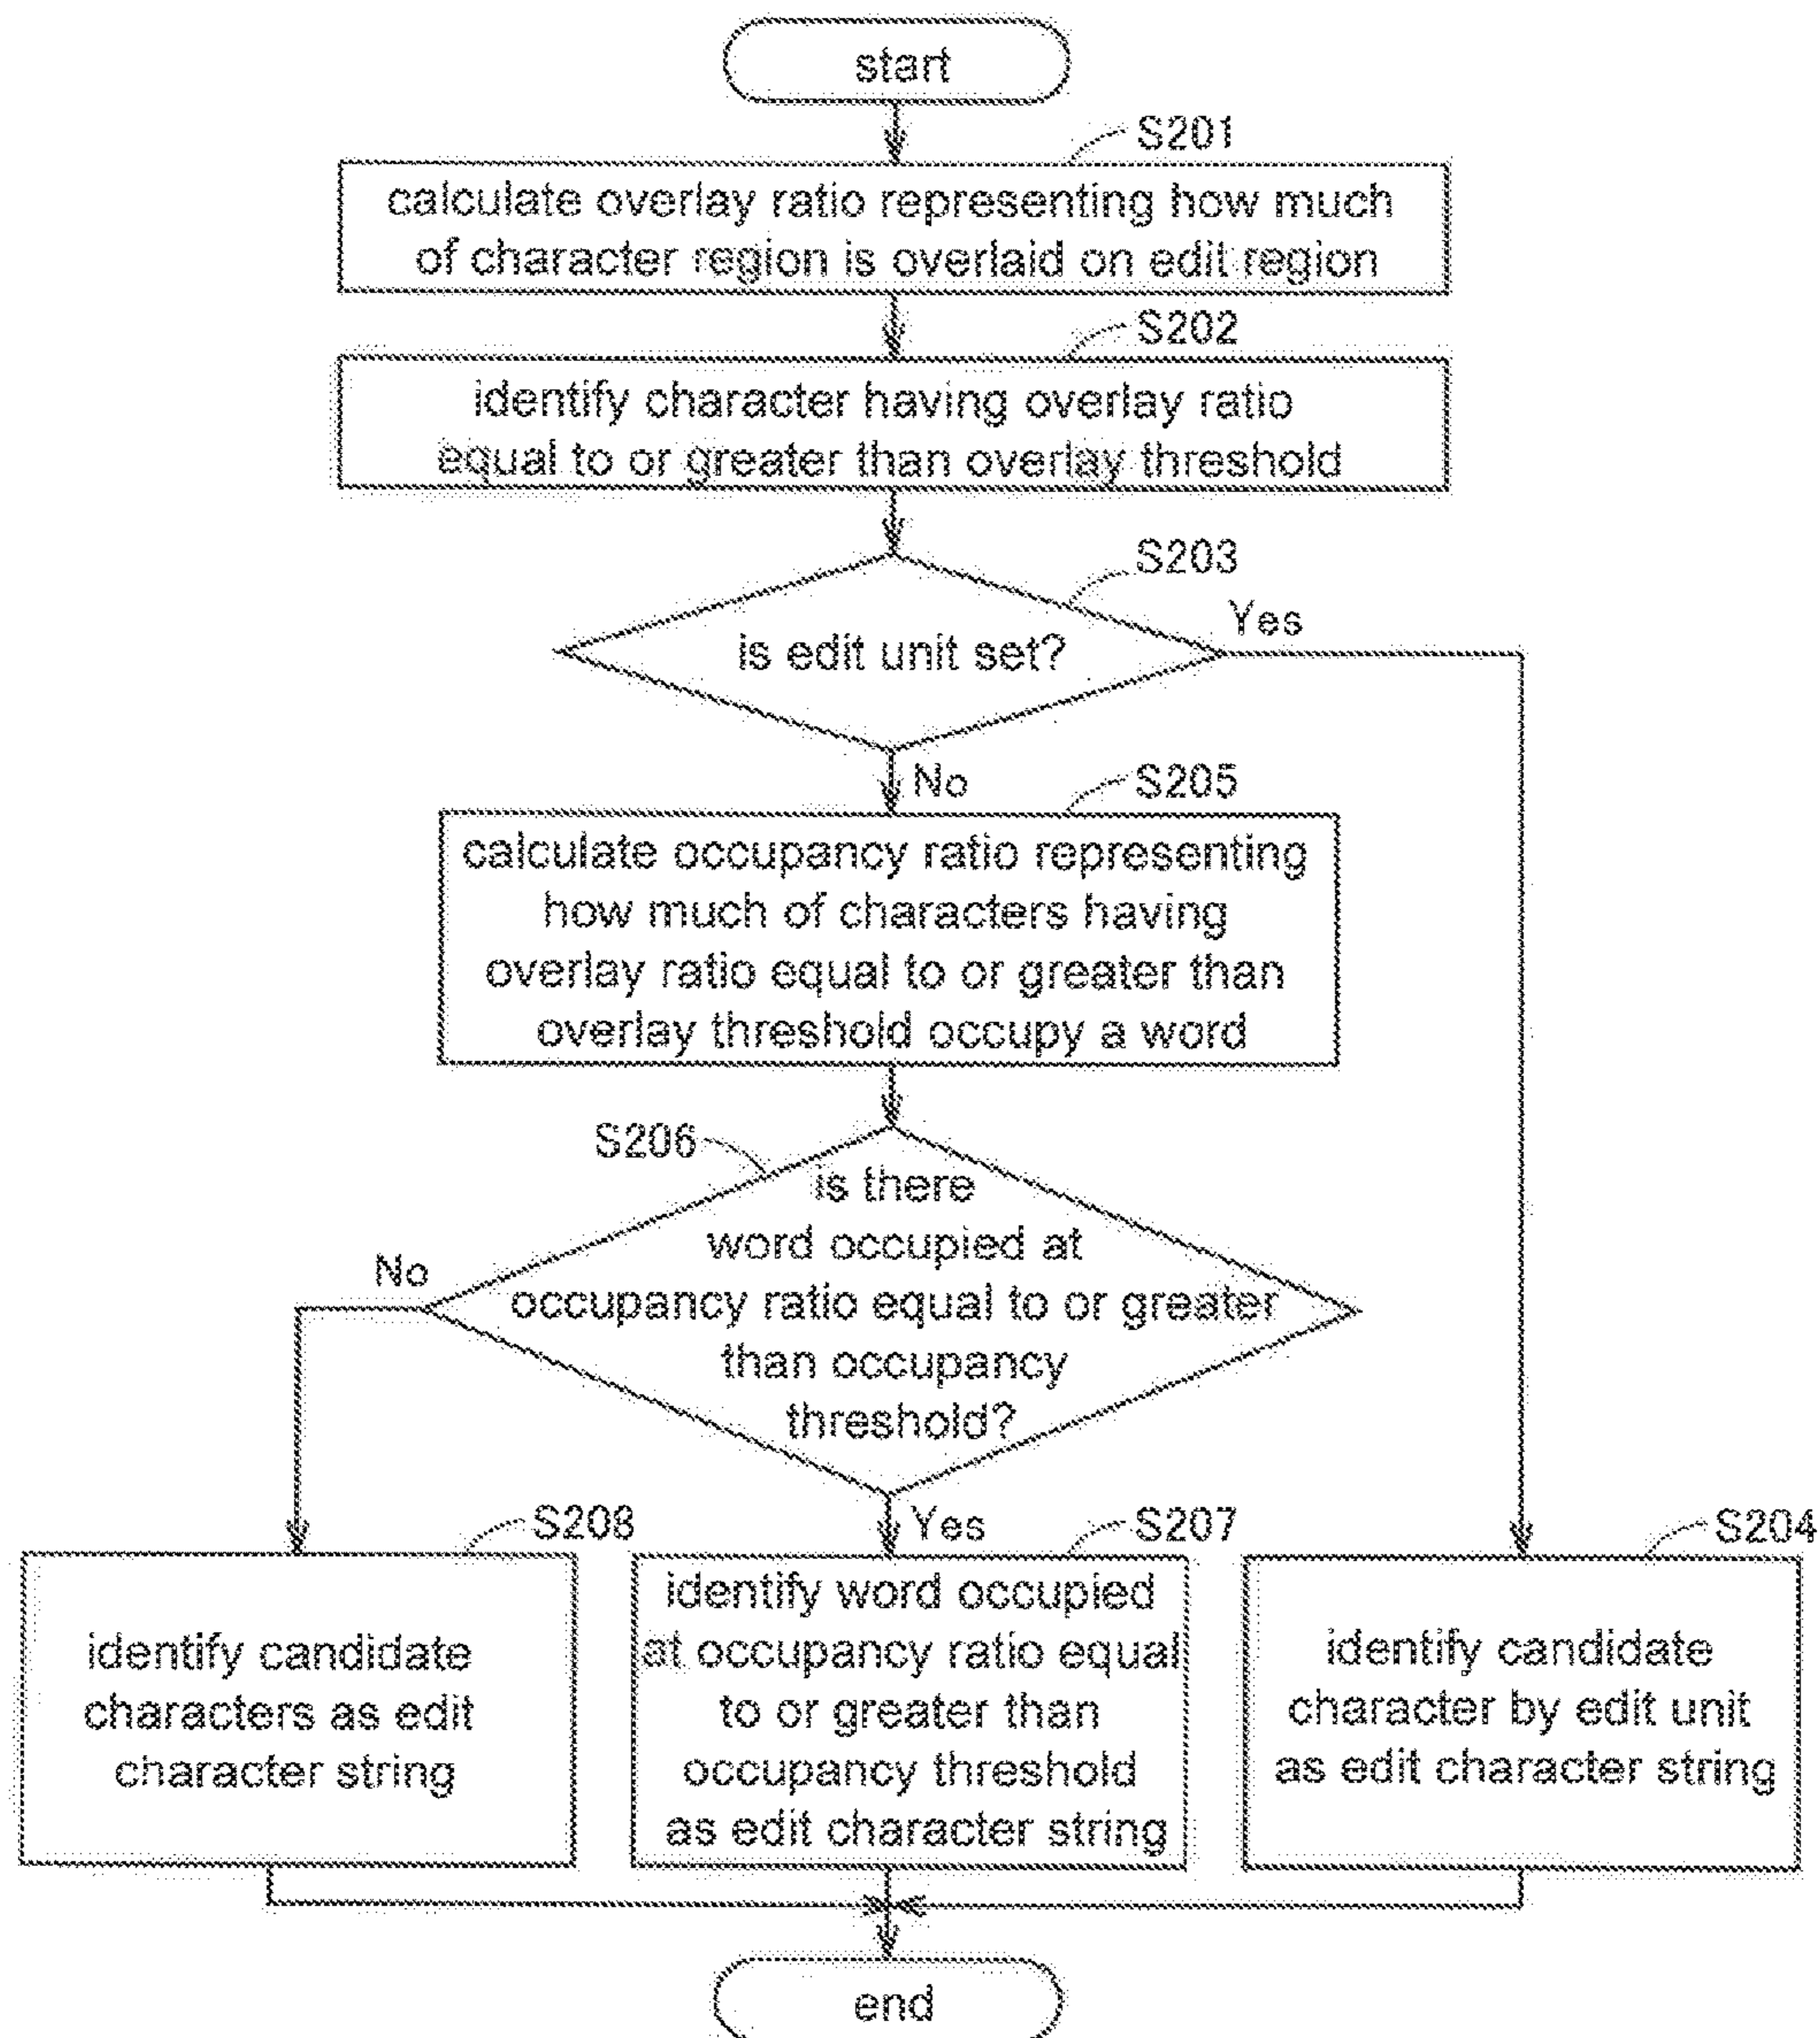 start
S201
calculate overlay ratio representing how much
of character region is overlaid on edit region
S202
identify character having overlay ratio
equal to or greater than overlay threshold
S203
is edit unit set?
Yes
No
S205
calculate occupancy ratio representing
how much of characters having
overlay ratio equal to or greater than
overlay threshold occupy a word
S206
is there
word occupied at
occupancy ratio equal to or greater
than occupancy
threshold?
No
Yes
S208
identify candidate
characters as edit
character string
S207
identify word occupied
at occupancy ratio equal
to or greater than
occupancy threshold
as edit character string
S204
identify candidate
character by edit unit
as edit character string
end